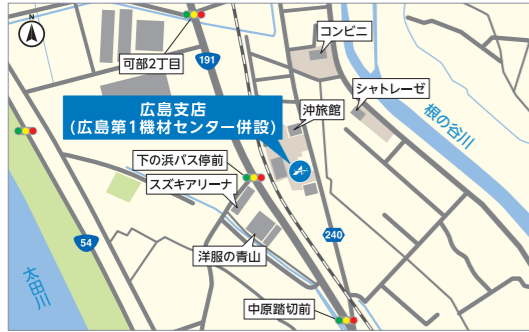 コンビニ
可部2丁目
191
シャトレーゼ
広島支店
(広島第1機材センター併設)
沖旅館
根の谷川
下の浜バス停前
スズキアリーナ
240
54
洋服の青山
太田川
中原踏切前